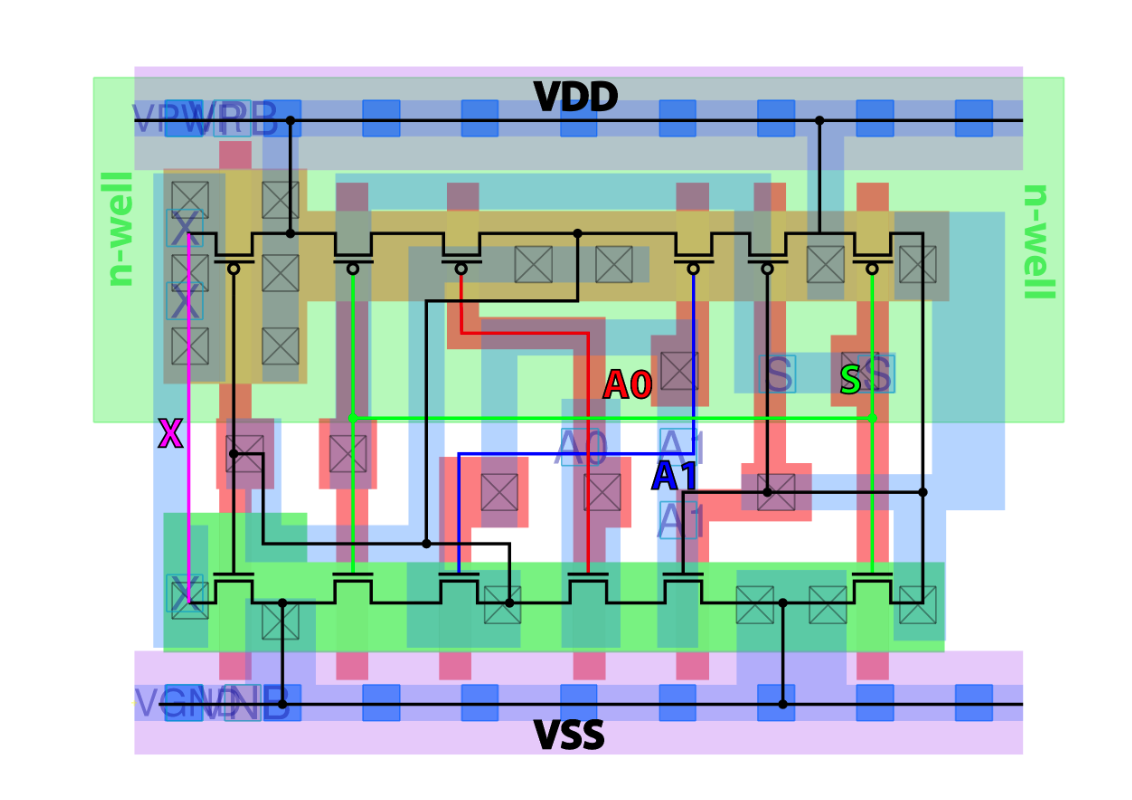 VDD
VPWR
VPB
n-well
n-well
X
X
S
S
S
A0
X
A0
A1
A1
A1
X
VGND
VNB
VSS